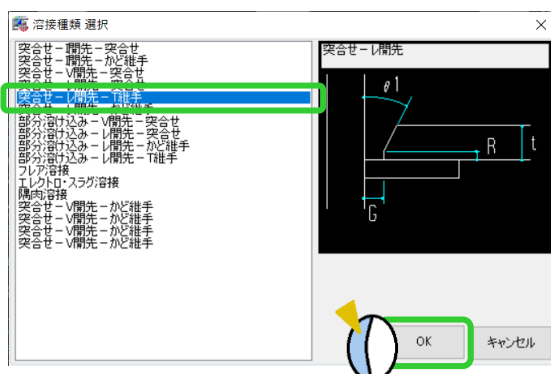 溶接種類 選択
突合せ－I開先－突合せ
突合せ－I開先－かど継手
突合せ－V開先－突合せ
突合せ－レ開先－T継手
部分溶け込み－V開先－突合せ
部分溶け込み－レ開先－突合せ
部分溶け込み－レ開先－かど継手
部分溶け込み－レ開先－T継手
フレア溶接
エレクトロ・スラグ溶接
隅肉溶接
突合せ－V開先－かど継手
突合せ－V開先－かど継手
突合せ－V開先－かど継手
突合せ－V開先－かど継手
突合せ－レ開先
θ1
R
t
G
OK
キャンセル